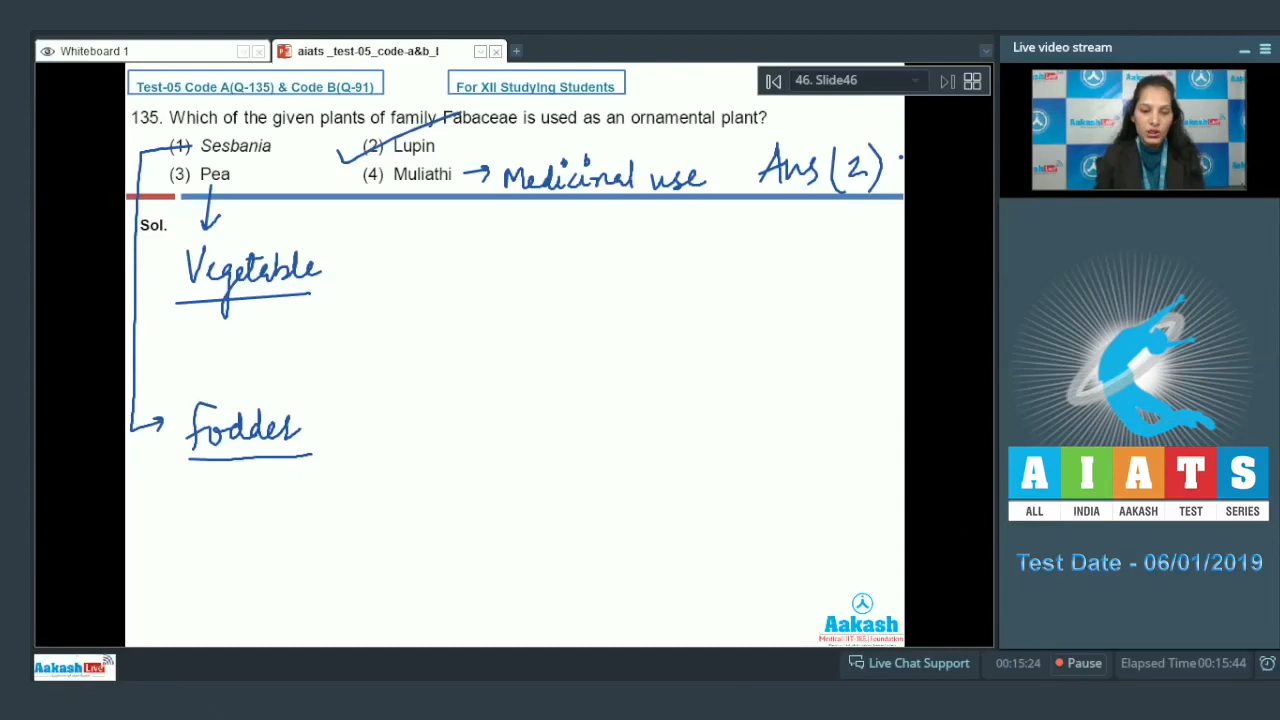 Whiteboard 1
aiats _test-05_code-a&b_l
Live video stream
Test-05 Code A(Q-135) & Code B(Q-91)
For XII Studying Students
46. Slide46
135. Which of the given plants of family Fabaceae is used as an ornamental plant?
(1) Sesbania
(2) Lupin
(3) Pea
(4) Muliathi → Medicinal use
Ans (2).
Sol.
Vegetable
Fodder
A I A T S
ALL INDIA AAKASH TEST SERIES
Test Date - 06/01/2019
Aakash
Medical|IIT-JEE|Foundations
Aakash Live
Live Chat Support
00:15:24
Pause
Elapsed Time 00:15:44